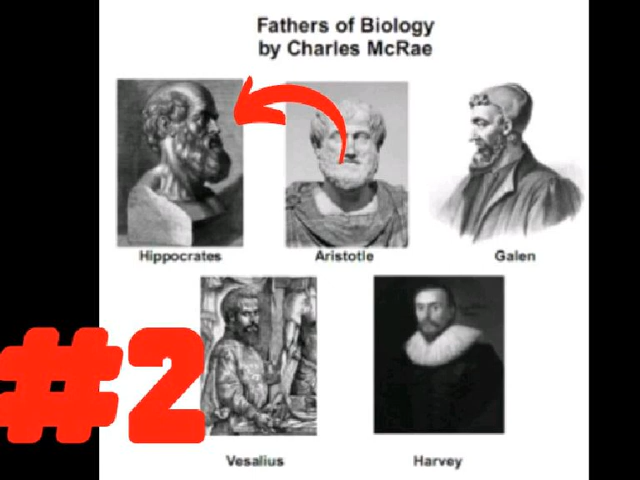 Fathers of Biology
by Charles McRae
Hippocrates
Aristotle
Galen
#2
Vesalius
Harvey